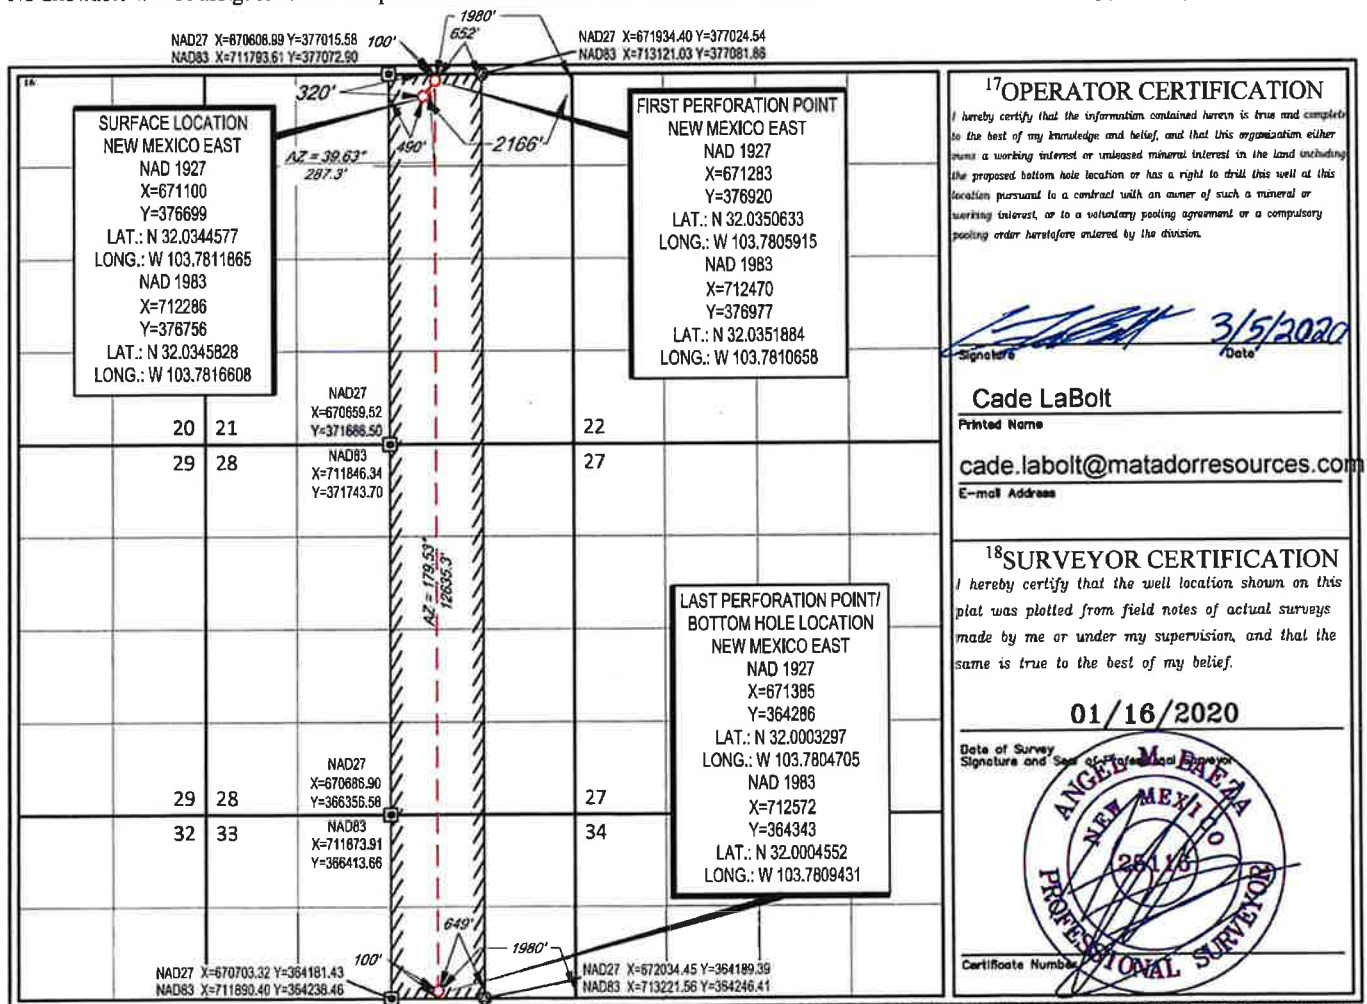 1980'
652'
NAD27 X=670608.99 Y=377015.58
NAD83 X=711793.61 Y=377072.90
100'
NAD27 X=671934.40 Y=377024.54
NAD83 X=713121.03 Y=377081.86
16
320'
490'
2166'
AZ = 39.63°
287.3'
SURFACE LOCATION
NEW MEXICO EAST
NAD 1927
X=671100
Y=376699
LAT.: N 32.0344577
LONG.: W 103.7811865
NAD 1983
X=712286
Y=376756
LAT.: N 32.0345828
LONG.: W 103.7816608
FIRST PERFORATION POINT
NEW MEXICO EAST
NAD 1927
X=671283
Y=376920
LAT.: N 32.0350633
LONG.: W 103.7805915
NAD 1983
X=712470
Y=376977
LAT.: N 32.0351884
LONG.: W 103.7810658
NAD27
X=670659.52
Y=371686.50
20 21
22
29 28
27
NAD83
X=711846.34
Y=371743.70
AZ = 179.53°
12635.3'
LAST PERFORATION POINT/
BOTTOM HOLE LOCATION
NEW MEXICO EAST
NAD 1927
X=671385
Y=364286
LAT.: N 32.0003297
LONG.: W 103.7804705
NAD 1983
X=712572
Y=364343
LAT.: N 32.0004552
LONG.: W 103.7809431
NAD27
X=670686.90
Y=366356.58
29 28
27
32 33
34
NAD83
X=711873.91
Y=366413.66
649'
1980'
100'
NAD27 X=670703.32 Y=364181.43
NAD83 X=711890.40 Y=364238.46
NAD27 X=672034.45 Y=364189.39
NAD83 X=713221.56 Y=364246.41
17OPERATOR CERTIFICATION
I hereby certify that the information contained herein is true and complete
to the best of my knowledge and belief, and that this organization either
owns a working interest or unleased mineral interest in the land including
the proposed bottom hole location or has a right to drill this well at this
location pursuant to a contract with an owner of such a mineral or
working interest, or to a voluntary pooling agreement or a compulsory
pooling order heretofore entered by the division.
3/5/2020
Signature Date
Cade LaBolt
Printed Name
cade.labolt@matadorresources.com
E-mail Address
18SURVEYOR CERTIFICATION
I hereby certify that the well location shown on this
plat was plotted from field notes of actual surveys
made by me or under my supervision, and that the
same is true to the best of my belief.
01/16/2020
Date of Survey
Signature and Seal of Professional Surveyor
ANGEL M. BAEZA
NEW MEXICO
25116
PROFESSIONAL SURVEYOR
Certificate Number